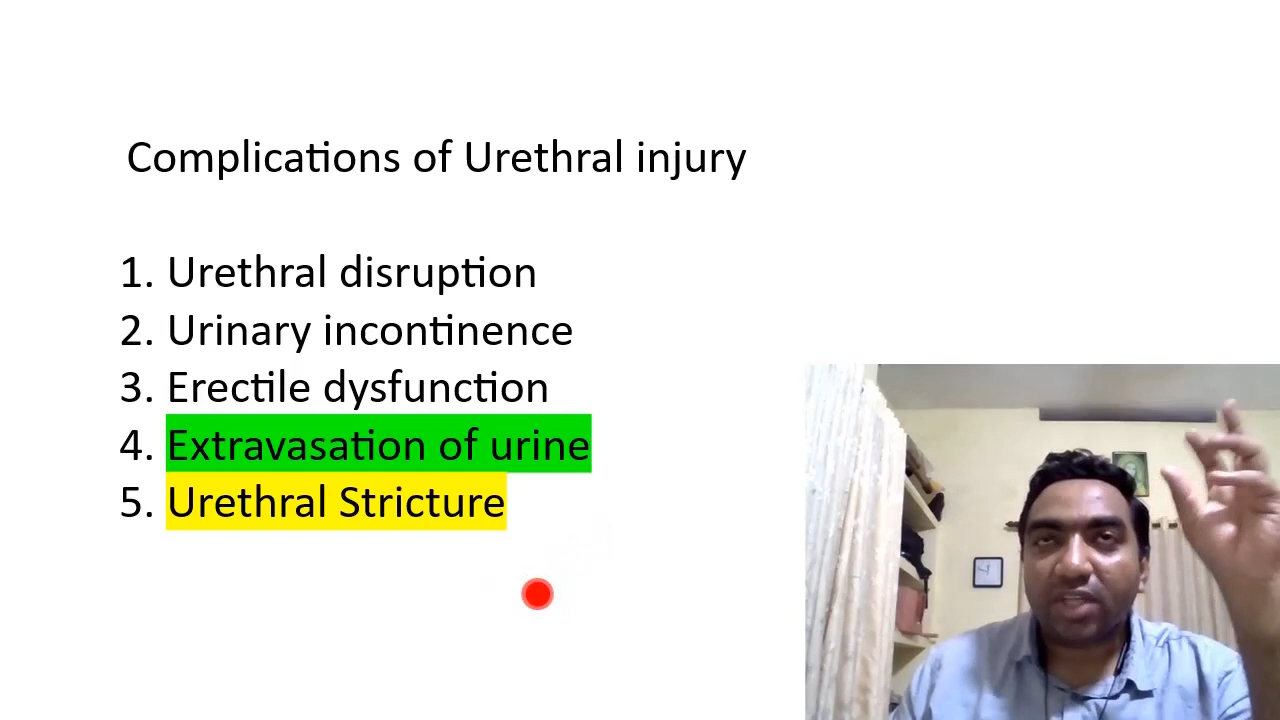 Complications of Urethral injury
1. Urethral disruption
2. Urinary incontinence
3. Erectile dysfunction
4. Extravasation of urine
5. Urethral Stricture